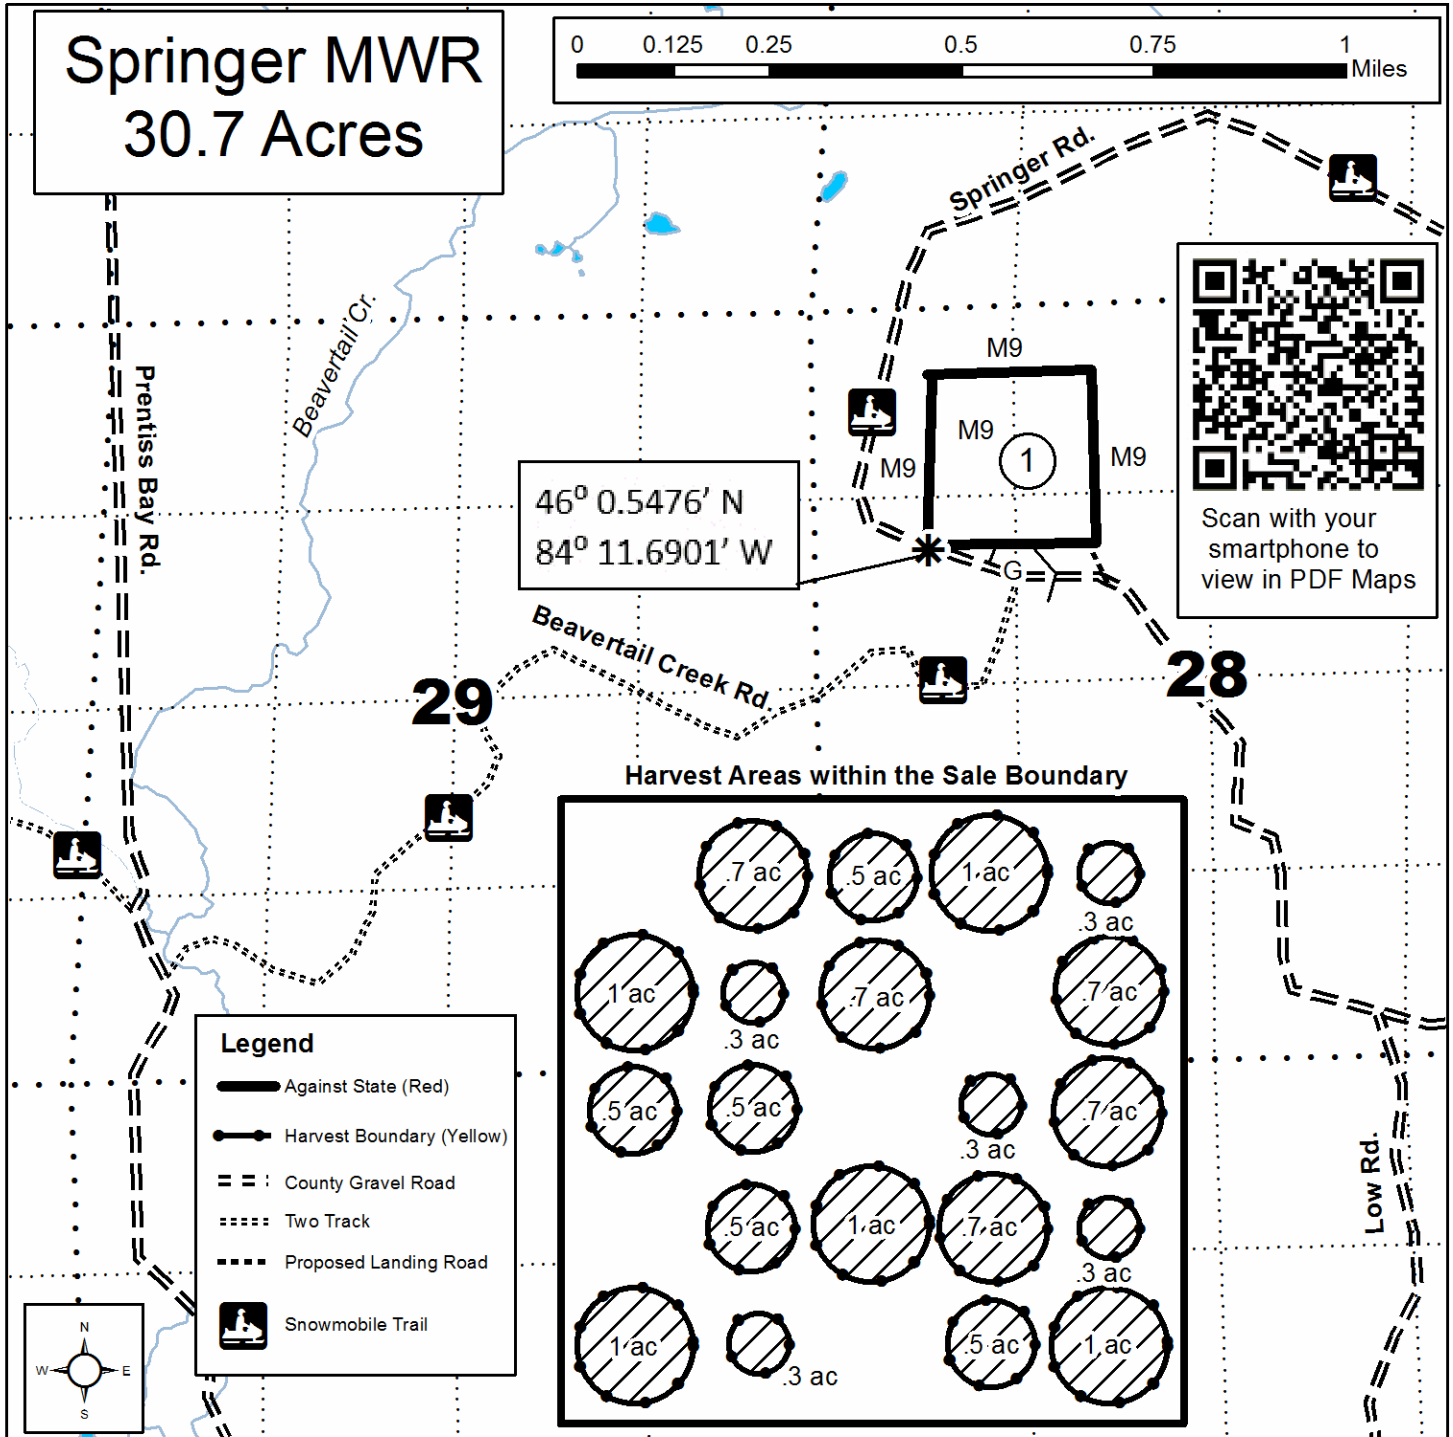 Springer MWR
30.7 Acres
0 0.125 0.25 0.5 0.75 1
Miles
Springer Rd.
Beavertail Cr.
Prentiss Bay Rd.
M9
M9
1
M9
M9
46⁰ 0.5476’ N
84⁰ 11.6901’ W
G
Scan with your
smartphone to
view in PDF Maps
Beavertail Creek Rd.
29
28
Harvest Areas within the Sale Boundary
.7 ac .5 ac 1 ac
.3 ac
1 ac .7 ac .7 ac
.3 ac
.5 ac .5 ac .7 ac
.3 ac
.5 ac 1 ac .7 ac
.3 ac
1 ac .5 ac 1 ac
.3 ac
Low Rd.
Legend
Against State (Red)
Harvest Boundary (Yellow)
County Gravel Road
Two Track
Proposed Landing Road
Snowmobile Trail
N
W E
S